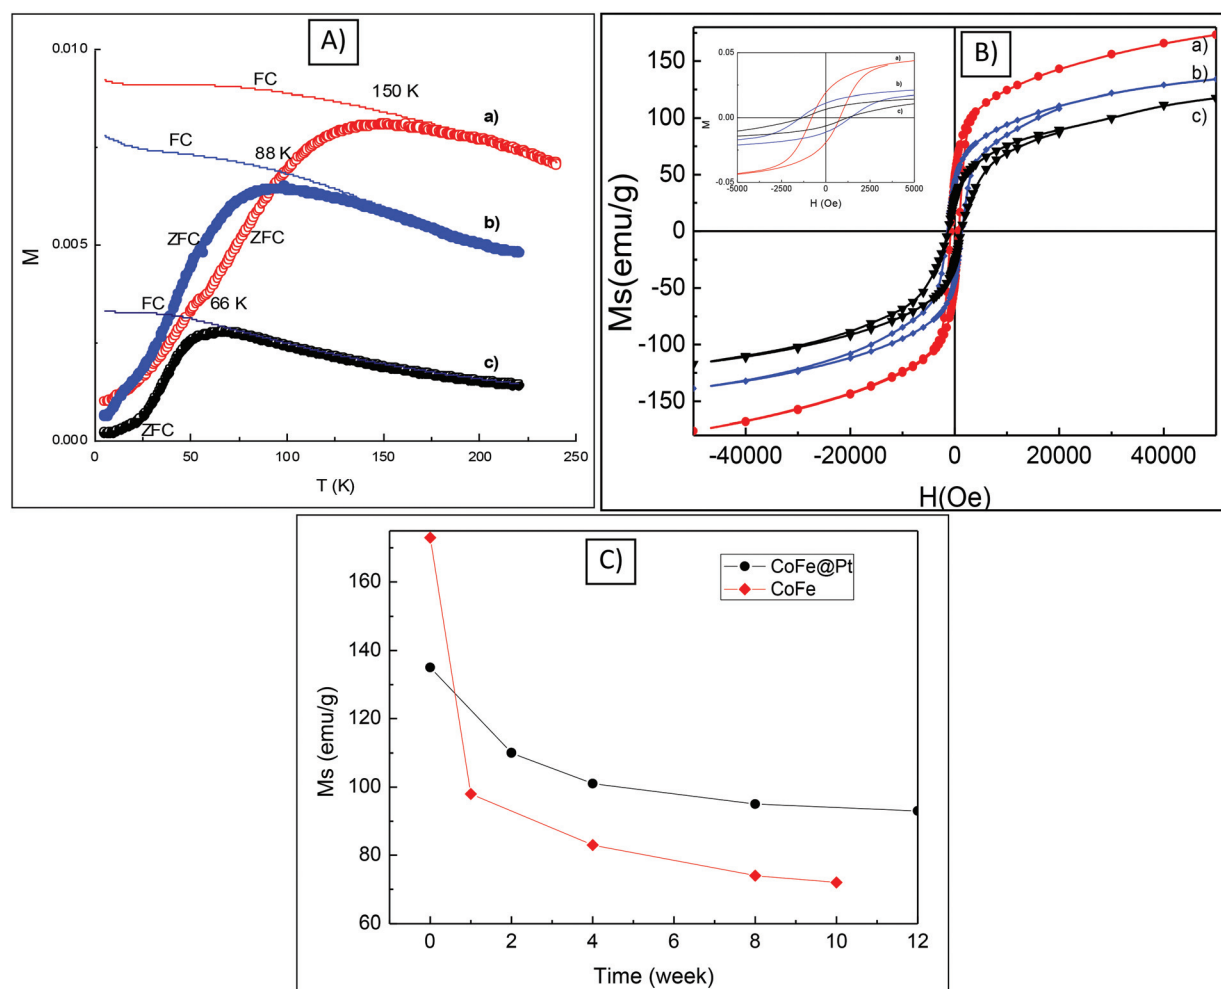 A)
0.010
0.005
0.000
M
FC
150 K
a)
FC
88 K
b)
ZFC
ZFC
FC
66 K
c)
ZFC
0 50 100 150 200 250
T (K)
B)
150
100
50
0
-50
-100
-150
Ms(emu/g)
a)
b)
c)
0.05
0.00
-0.05
M
a)
b)
c)
-5000 -2500 0 2500 5000
H (Oe)
-40000 -20000 0 20000 40000
H(Oe)
C)
CoFe@Pt
CoFe
160
140
120
100
80
60
Ms (emu/g)
0 2 4 6 8 10 12
Time (week)